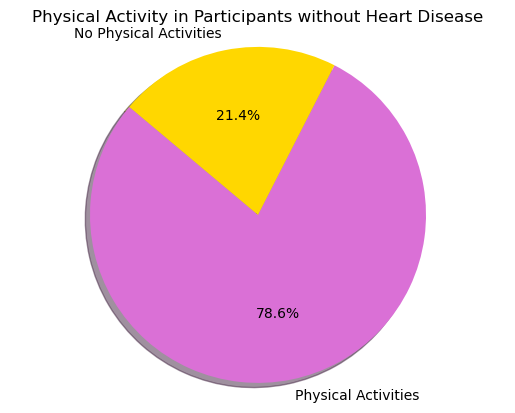 Physical Activity in Participants without Heart Disease
No Physical Activities
21.4%
78.6%
Physical Activities